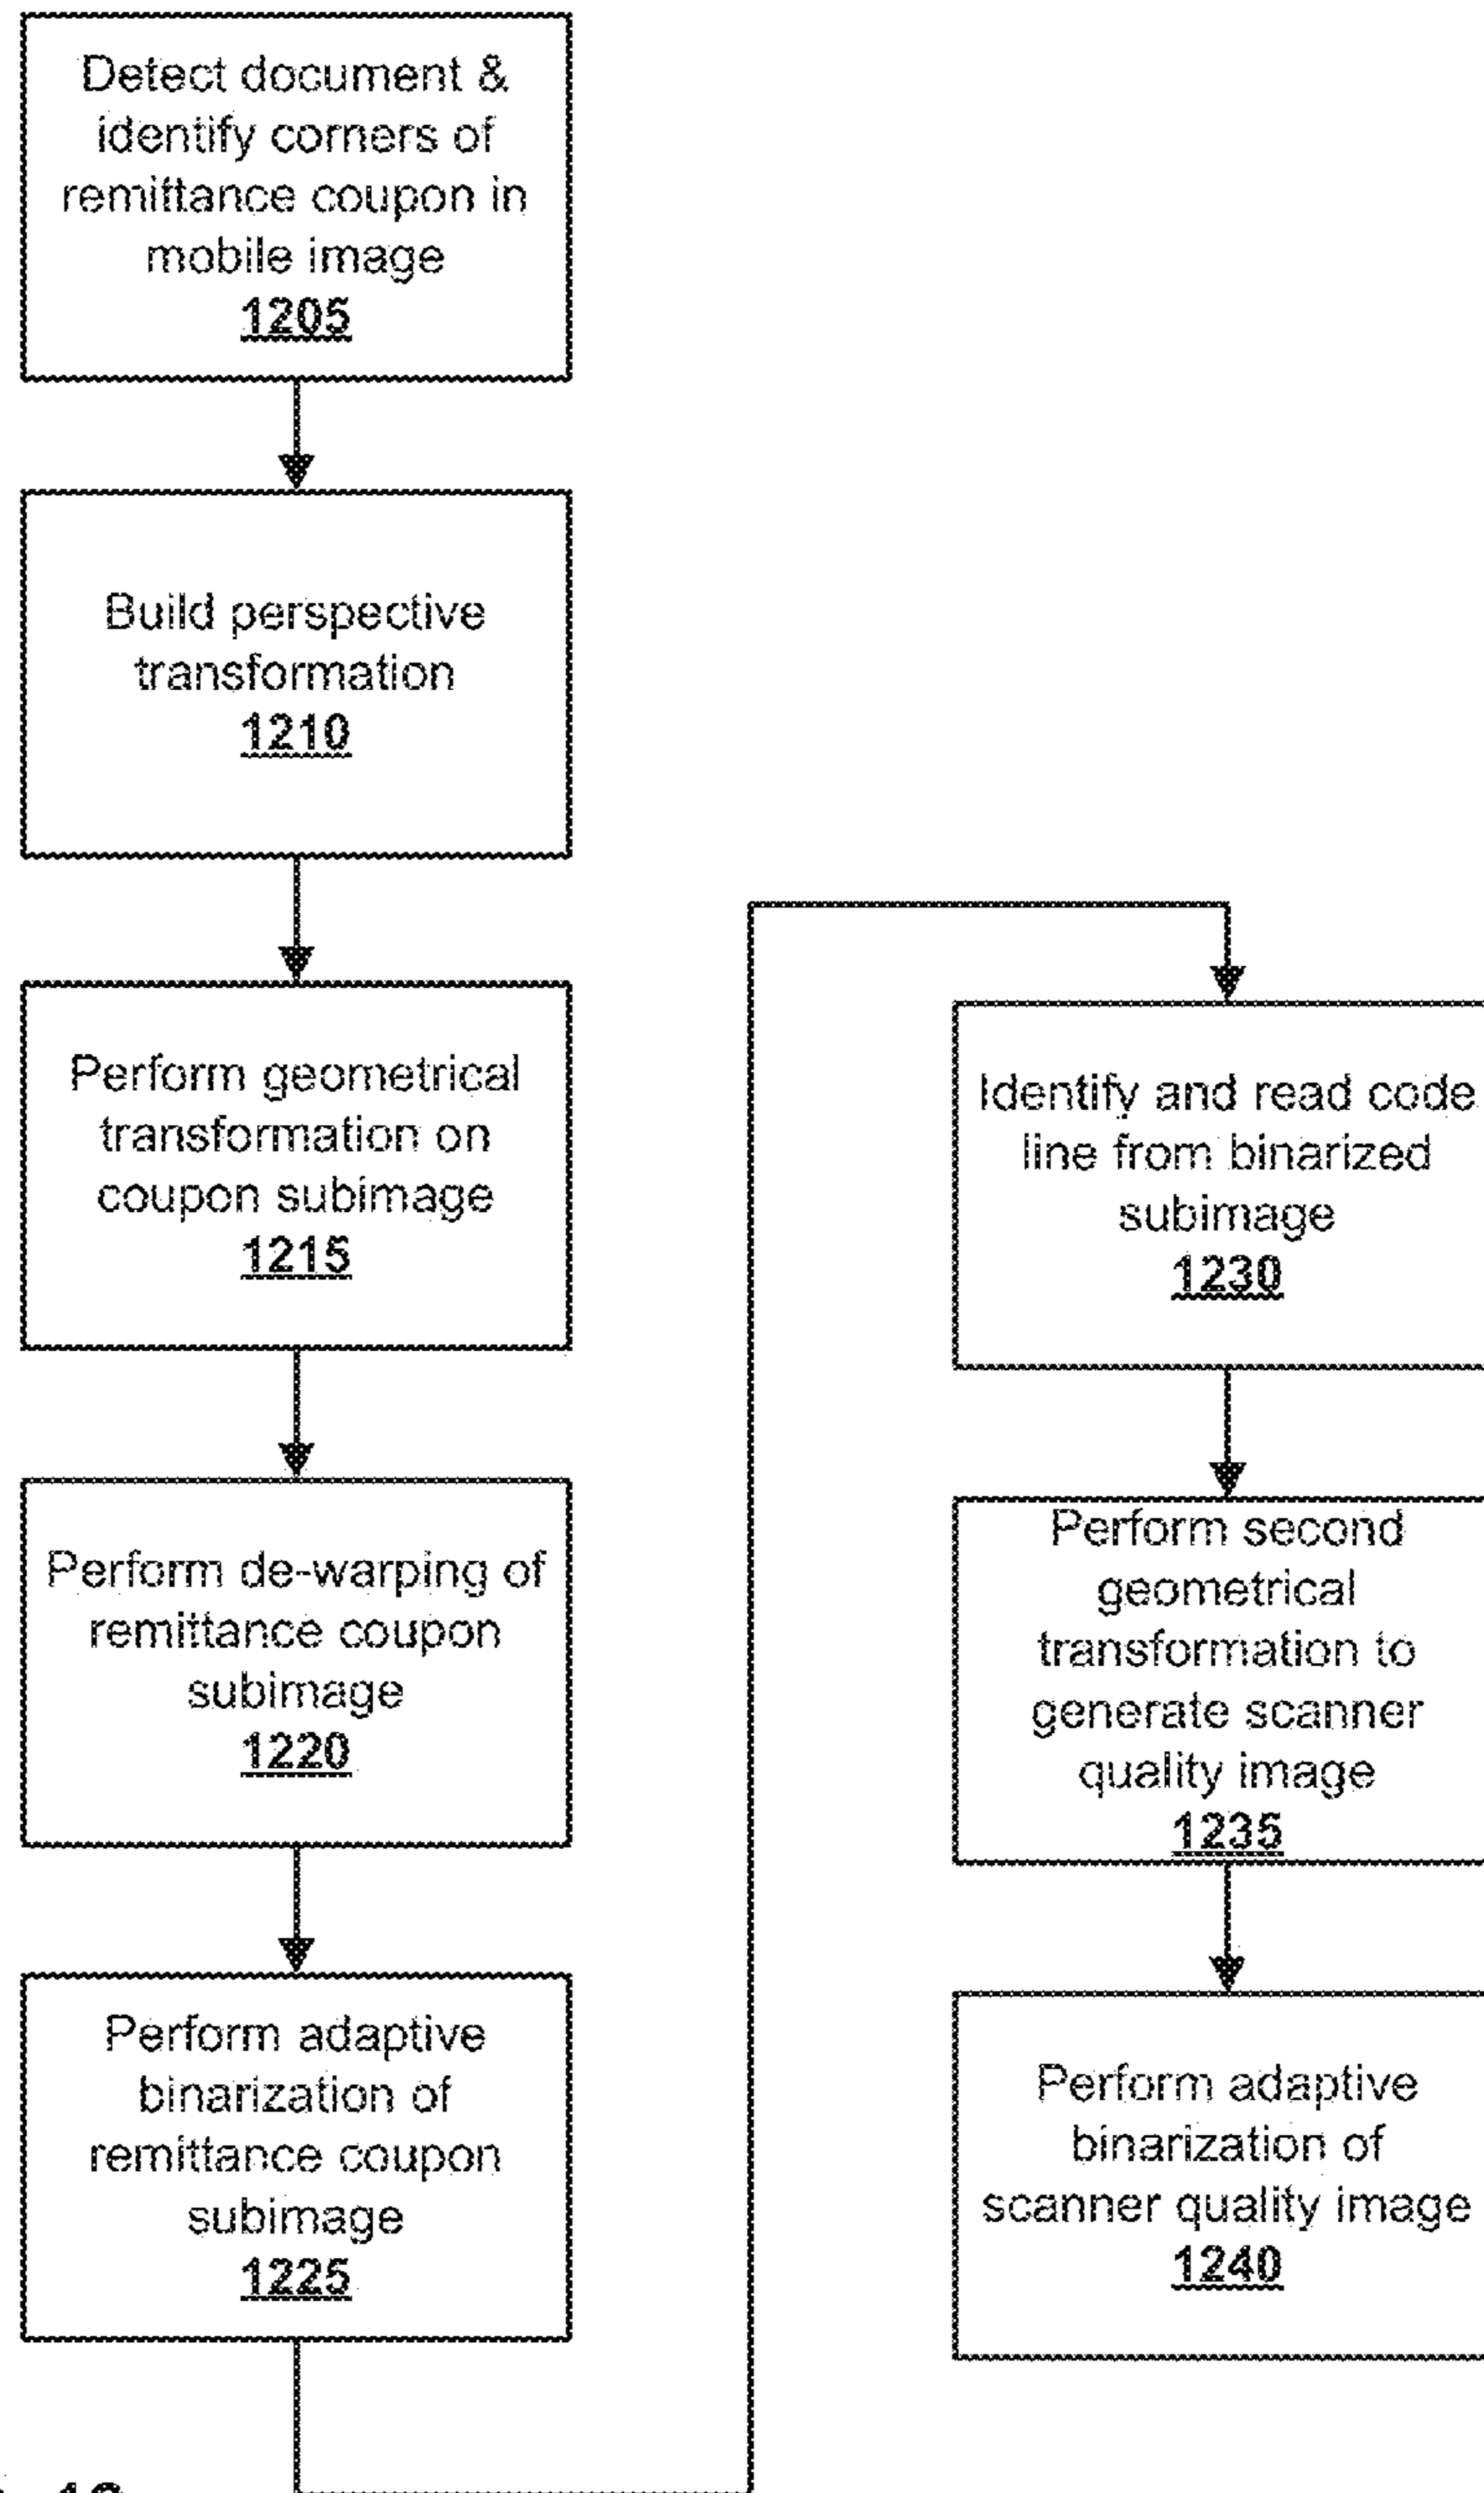 Detect document &
identify corners of
remittance coupon in
mobile image
1205
Build perspective
transformation
1210
Perform geometrical
transformation on
coupon subimage
1215
Perform de-warping of
remittance coupon
subimage
1220
Perform adaptive
binarization of
remittance coupon
subimage
1225
Identify and read code
line from binarized
subimage
1230
Perform second
geometrical
transformation to
generate scanner
quality image
1235
Perform adaptive
binarization of
scanner quality image
1240